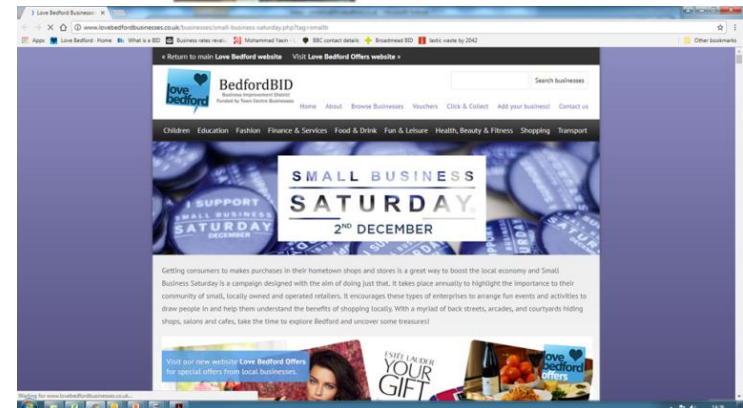 Love Bedford Businesses
www.lovebedfordbusinesses.co.uk/businesses/small-business-saturday.php?tag=smallb
Apps Love Bedford - Home What is a BID Business rates reval Mohammad Yasin BBC contact details Broadmead BID lastic waste by 2042 Other bookmarks
« Return to main Love Bedford website Visit Love Bedford Offers website »
love bedford
BedfordBID
Business Improvement District
Funded by Town Centre Businesses
Search businesses
Home About Browse Businesses Vouchers Click & Collect Add your business! Contact us
Children Education Fashion Finance & Services Food & Drink Fun & Leisure Health, Beauty & Fitness Shopping Transport
I SUPPORT
SMALL BUSINESS
SATURDAY
DECEMBER
SMALL BUSINESS
SATURDAY
2ND DECEMBER
Getting consumers to makes purchases in their hometown shops and stores is a great way to boost the local economy and Small
Business Saturday is a campaign designed with the aim of doing just that. It takes place annually to highlight the importance to their
community of small, locally owned and operated retailers. It encourages these types of enterprises to arrange fun events and activities to
draw people in and help them understand the benefits of shopping locally. With a myriad of back streets, arcades, and courtyards hiding
shops, salons and cafes, take the time to explore Bedford and uncover some treasures!
Visit our new website Love Bedford Offers
for special offers from local businesses.
ESTĒE LAUDER
YOUR
GIFT
love
bedford
offers
Waiting for www.lovebedfordbusinesses.co.uk...